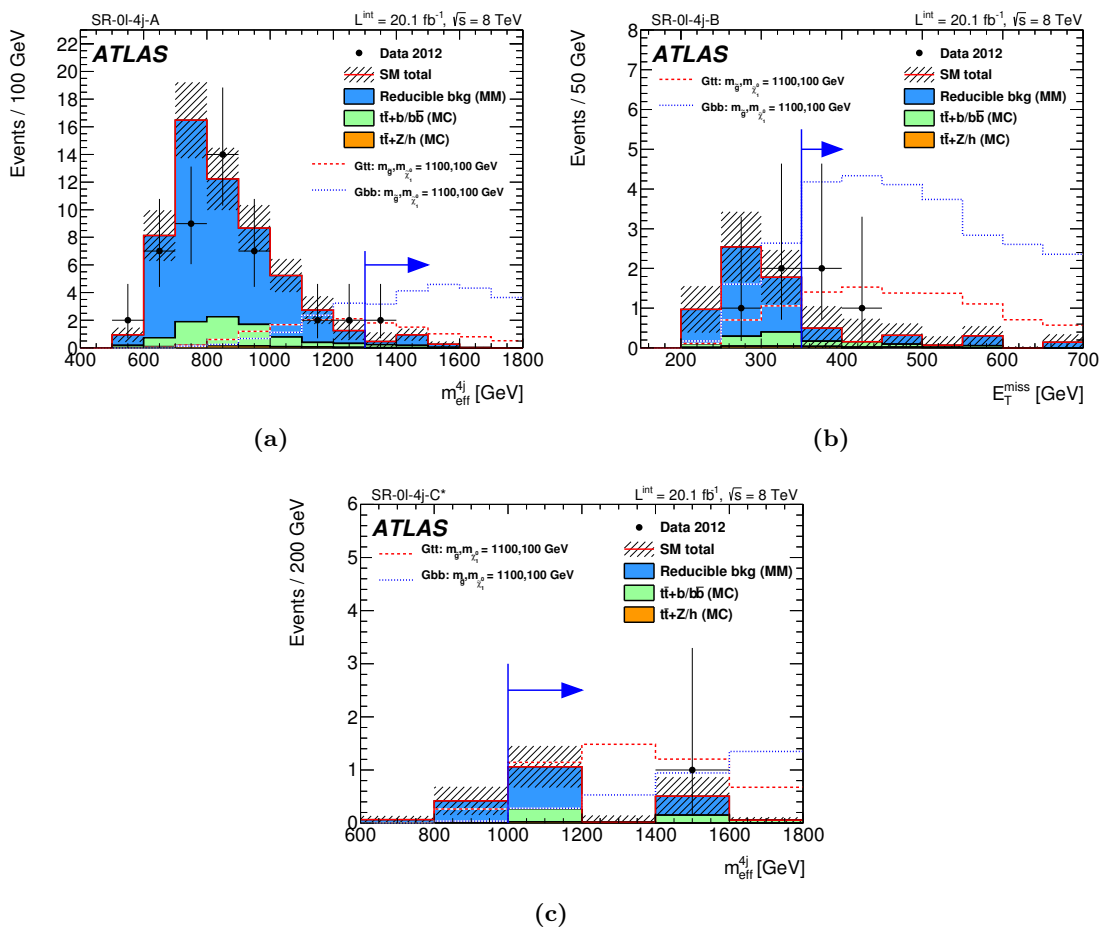 SR-0l-4j-A
L^int = 20.1 fb⁻¹, √s = 8 TeV
Events / 100 GeV
22
20
18
16
14
12
10
8
6
4
2
0
ATLAS
Data 2012
SM total
Reducible bkg (MM)
tt̄+b/bb̄ (MC)
tt̄+Z/h (MC)
Gtt: m_g̃,m_χ̃₁⁰ = 1100,100 GeV
Gbb: m_g̃,m_χ̃₁⁰ = 1100,100 GeV
400 600 800 1000 1200 1400 1600 1800
m_eff^4j [GeV]
(a)
SR-0l-4j-B
L^int = 20.1 fb⁻¹, √s = 8 TeV
Events / 50 GeV
8
7
6
5
4
3
2
1
0
ATLAS
Gtt: m_g̃,m_χ̃₁⁰ = 1100,100 GeV
Gbb: m_g̃,m_χ̃₁⁰ = 1100,100 GeV
Data 2012
SM total
Reducible bkg (MM)
tt̄+b/bb̄ (MC)
tt̄+Z/h (MC)
200 300 400 500 600 700
E_T^miss [GeV]
(b)
SR-0l-4j-C*
L^int = 20.1 fb¹, √s = 8 TeV
Events / 200 GeV
6
5
4
3
2
1
0
ATLAS
Gtt: m_g̃,m_χ̃₁⁰ = 1100,100 GeV
Gbb: m_g̃,m_χ̃₁⁰ = 1100,100 GeV
Data 2012
SM total
Reducible bkg (MM)
tt̄+b/bb̄ (MC)
tt̄+Z/h (MC)
600 800 1000 1200 1400 1600 1800
m_eff^4j [GeV]
(c)